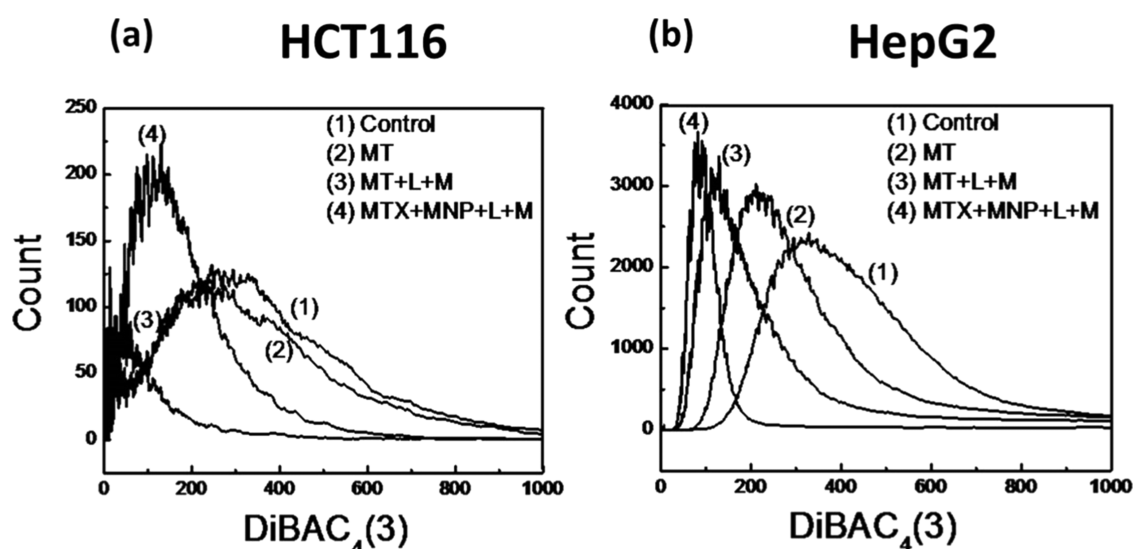 (a) HCT116
250
200
150
100
50
0
Count
(4)
(3)
(1)
(2)
(1) Control
(2) MT
(3) MT+L+M
(4) MTX+MNP+L+M
0 200 400 600 800 1000
DiBAC4(3)
(b) HepG2
4000
3000
2000
1000
0
Count
(4)
(3)
(2)
(1)
(1) Control
(2) MT
(3) MT+L+M
(4) MTX+MNP+L+M
0 200 400 600 800 1000
DiBAC4(3)